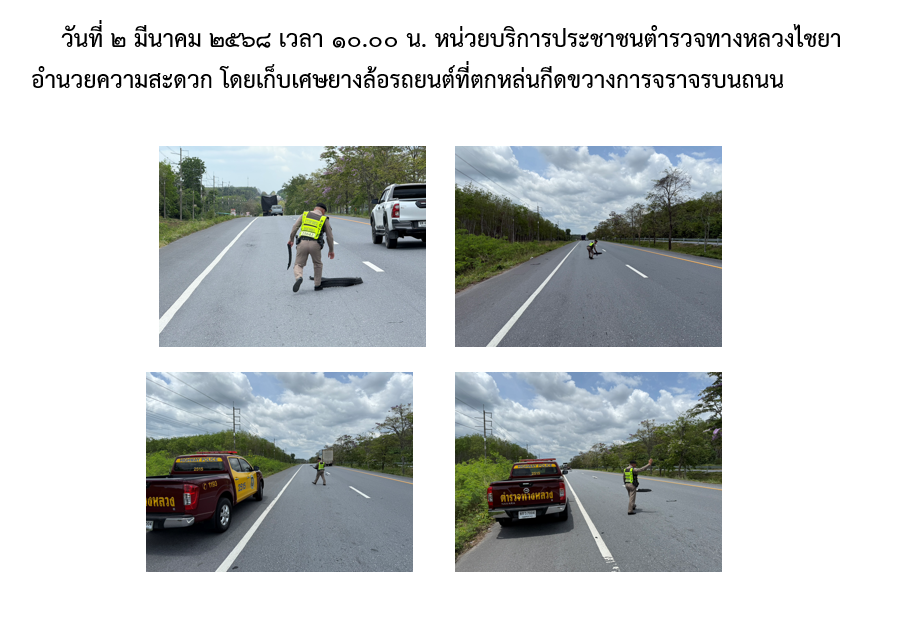 วันที่ ๒ มีนาคม ๒๕๖๘ เวลา ๑๐.๐๐ น. หน่วยบริการประชาชนตำรวจทางหลวงไชยา
อำนวยความสะดวก โดยเก็บเศษยางล้อรถยนต์ที่ตกหล่นกีดขวางการจราจรบนถนน
HIGHWAY POLICE
1193
ตำรวจทางหลวง